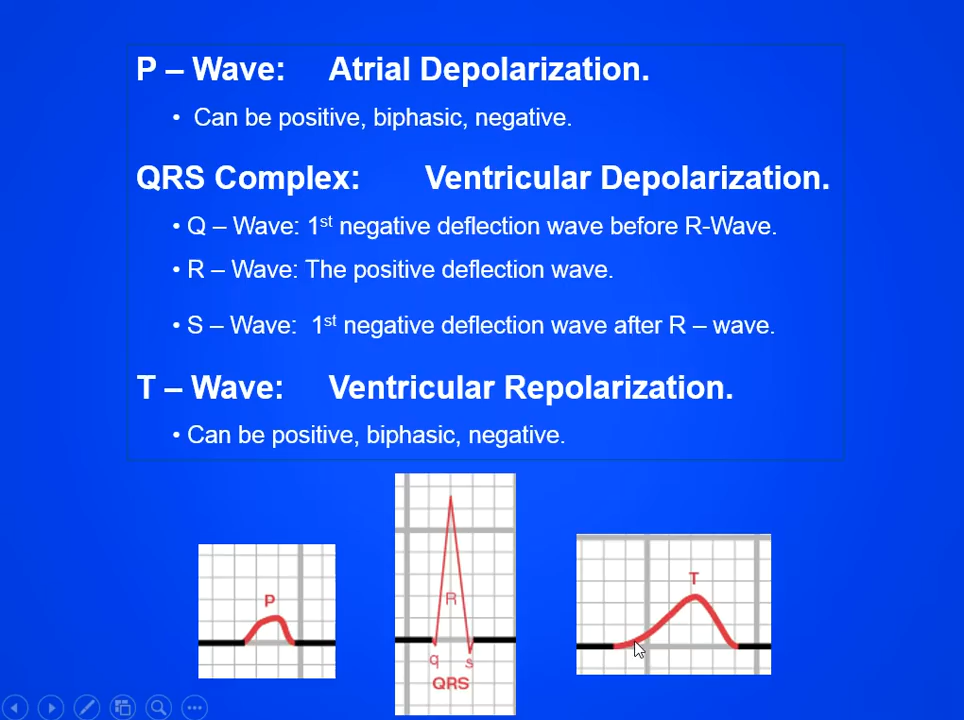 P – Wave: Atrial Depolarization.
• Can be positive, biphasic, negative.
QRS Complex: Ventricular Depolarization.
• Q – Wave: 1st negative deflection wave before R-Wave.
• R – Wave: The positive deflection wave.
• S – Wave: 1st negative deflection wave after R – wave.
T – Wave: Ventricular Repolarization.
• Can be positive, biphasic, negative.
P
R
q s
QRS
T